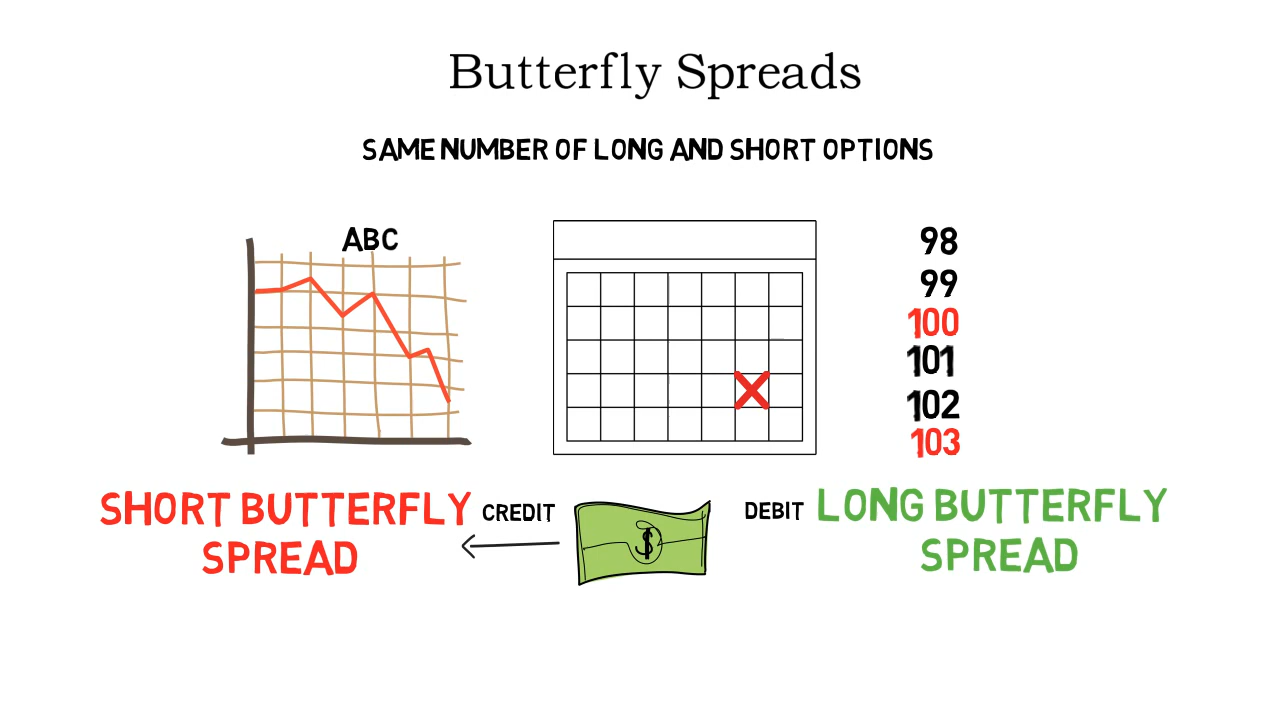 Butterfly Spreads
SAME NUMBER OF LONG AND SHORT OPTIONS
ABC
98
99
100
101
102
103
SHORT BUTTERFLY
SPREAD
CREDIT
$
DEBIT
LONG BUTTERFLY
SPREAD